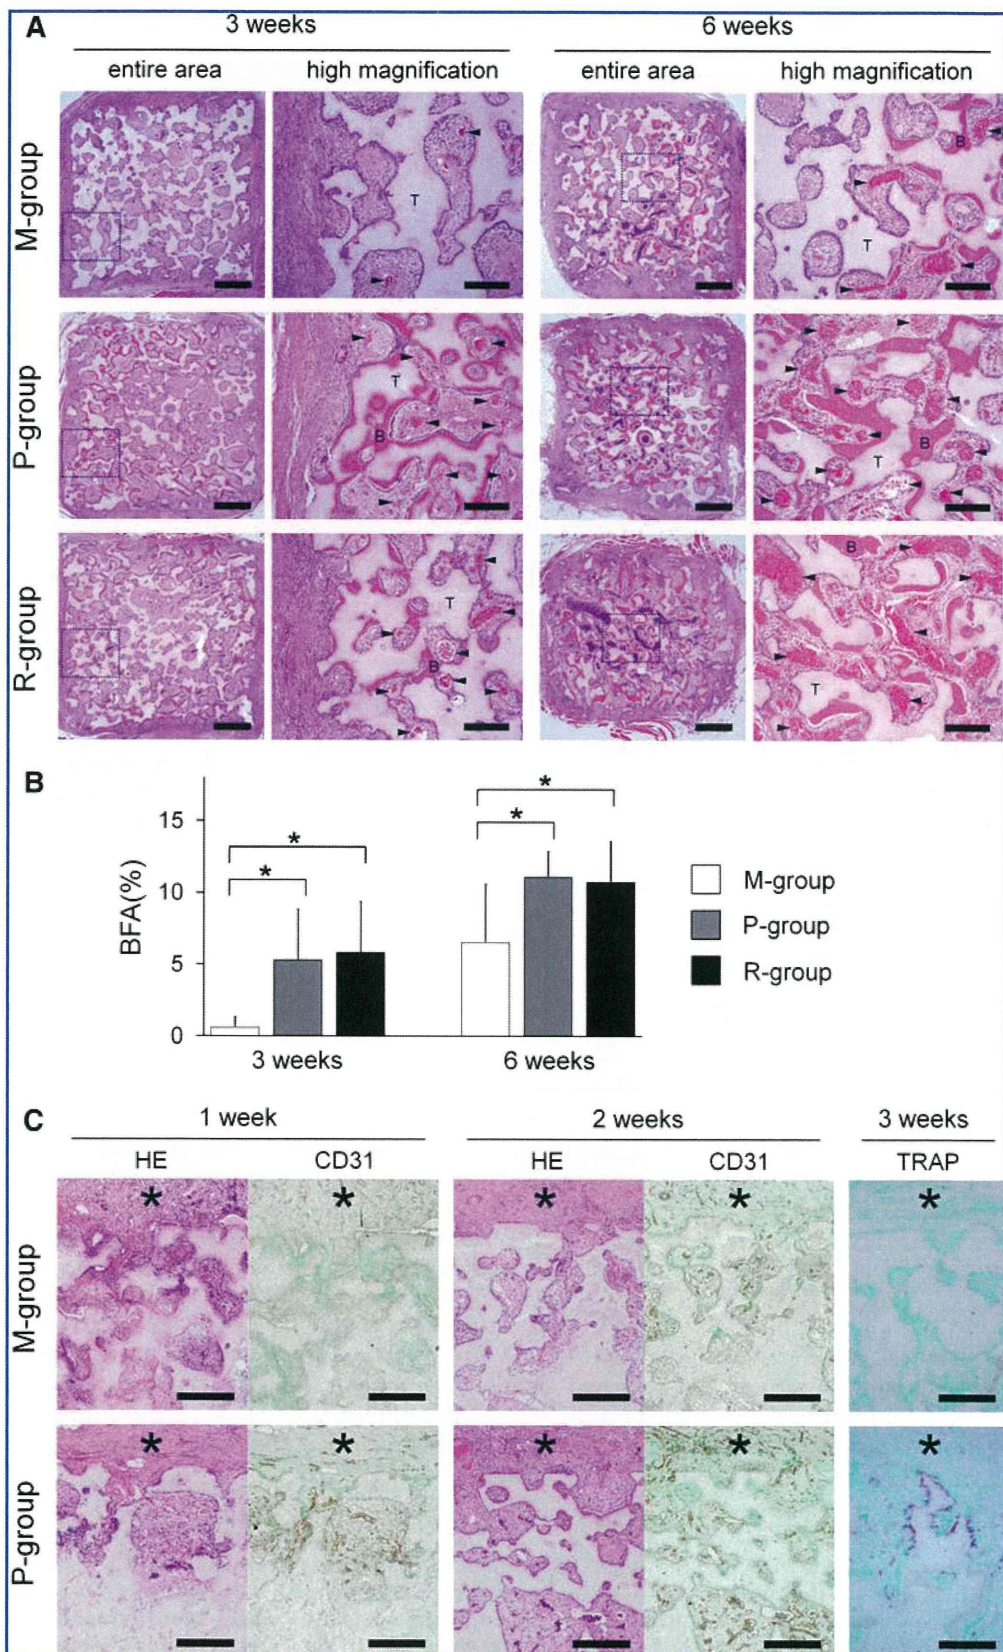 A
3 weeks
6 weeks
entire area
high magnification
entire area
high magnification
M-group
T
B
T
P-group
T
B
B
T
R-group
T
B
B
T
B
BFA(%)
15
10
5
0
*
*
*
*
3 weeks
6 weeks
M-group
P-group
R-group
C
1 week
2 weeks
3 weeks
HE
CD31
HE
CD31
TRAP
M-group
*
*
*
*
*
P-group
*
*
*
*
*